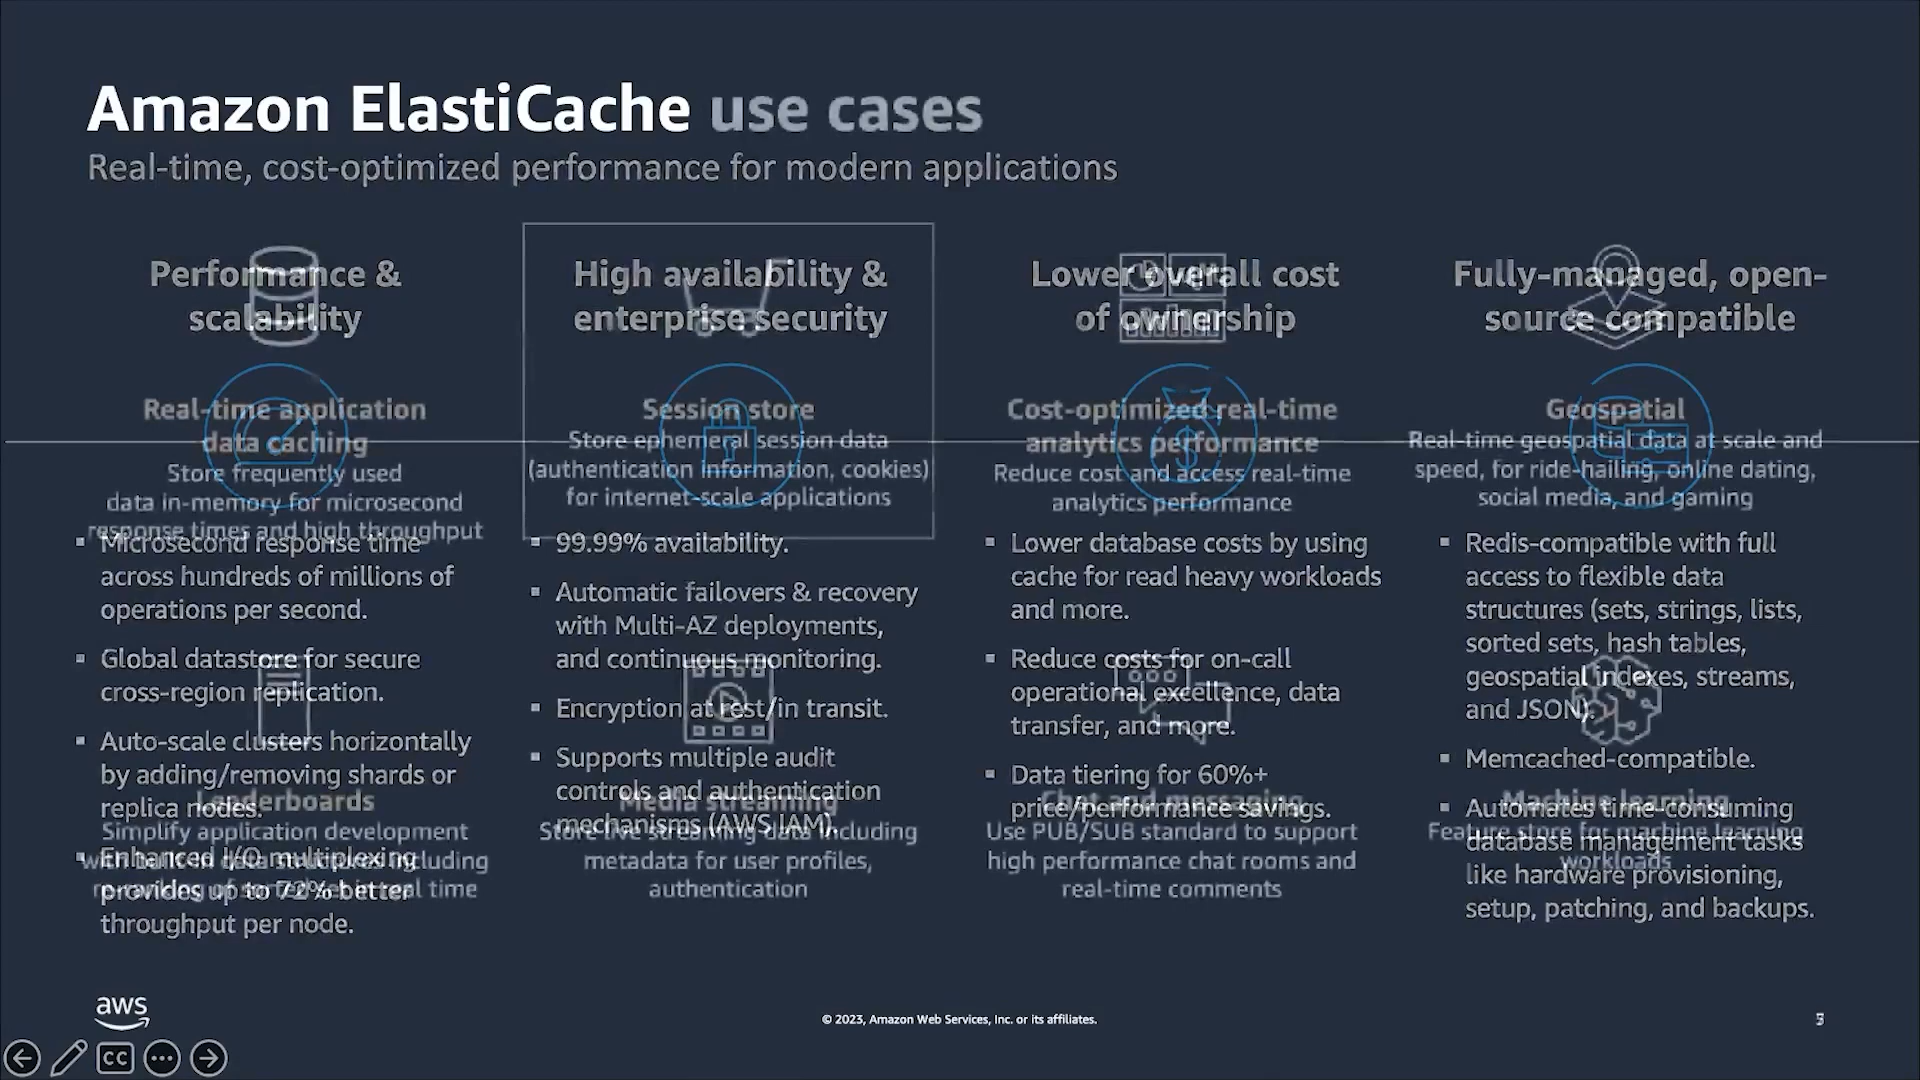 Amazon ElastiCache use cases
Real-time, cost-optimized performance for modern applications
Performance &
scalability
Real-time application
data caching
Store frequently used
data in-memory for microsecond
response times and high throughput
Microsecond response time
across hundreds of millions of
operations per second.
Global datastore for secure
cross-region replication.
Auto-scale clusters horizontally
by adding/removing shards or
replica nodes.
Leaderboards
Simplify application development
Enhanced I/O multiplexing
provides up to 72% better
real time
throughput per node.
High availability &
enterprise security
Session store
Store ephemeral session data
(authentication information, cookies)
for internet-scale applications
99.99% availability.
Automatic failovers & recovery
with Multi-AZ deployments,
and continuous monitoring.
Encryption at rest/in transit.
Supports multiple audit
controls and authentication
mechanisms (AWS IAM).
Media streaming
Store live streaming data including
metadata for user profiles,
authentication
Lower overall cost
of ownership
Cost-optimized real-time
analytics performance
Reduce cost and access real-time
analytics performance
Lower database costs by using
cache for read heavy workloads
and more.
Reduce costs for on-call
operational excellence, data
transfer, and more.
Data tiering for 60%+
price/performance savings.
Chat and messaging
Use PUB/SUB standard to support
high performance chat rooms and
real-time comments
Fully-managed, open-
source compatible
Geospatial
Real-time geospatial data at scale and
speed, for ride-hailing, online dating,
social media, and gaming
Redis-compatible with full
access to flexible data
structures (sets, strings, lists,
sorted sets, hash tables,
geospatial indexes, streams,
and JSON).
Memcached-compatible.
Machine learning
Feature store for machine learning
workloads
Automates time-consuming
database management tasks
like hardware provisioning,
setup, patching, and backups.
aws
© 2023, Amazon Web Services, Inc. or its affiliates.
CC